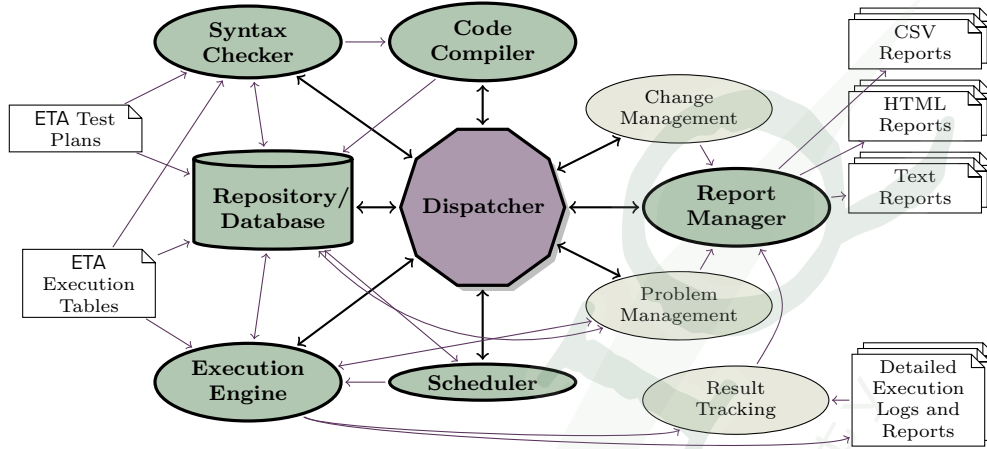 Syntax
Checker
Code
Compiler
CSV
Reports
Change
Management
HTML
Reports
ETA Test
Plans
Text
Reports
Repository/
Database
Dispatcher
Report
Manager
ETA
Execution
Tables
Problem
Management
Execution
Engine
Scheduler
Result
Tracking
Detailed
Execution
Logs and
Reports